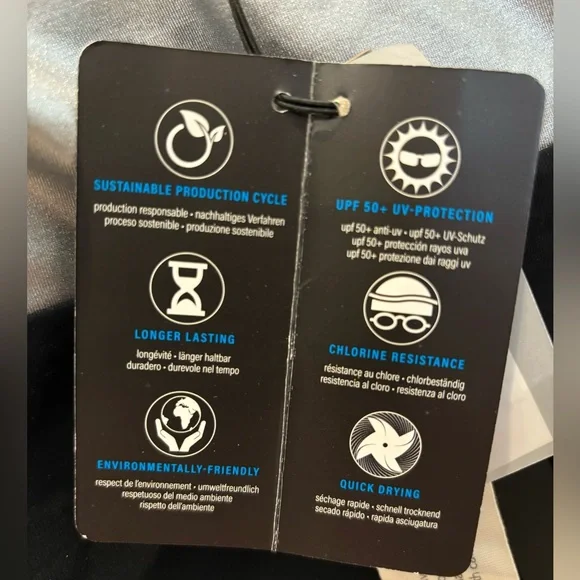 SUSTAINABLE PRODUCTION CYCLE
production responsable • nachhaltiges Verfahren
proceso sostenible • produzione sostenibile
LONGER LASTING
longévité • länger haltbar
duradero • durevole nel tempo
ENVIRONMENTALLY-FRIENDLY
respect de l'environnement • umweltfreundlich
respetuoso del medio ambiente
rispetto dell'ambiente
UPF 50+ UV-PROTECTION
upf 50+ anti-uv • upf 50+ UV-Schutz
upf 50+ protección rayos uva
upf 50+ protezione dai raggi uv
CHLORINE RESISTANCE
résistance au chlore • chlorbeständig
resistencia al cloro • resistenza al cloro
QUICK DRYING
séchage rapide • schnell trocknend
secado rápido • rapida asciugatura